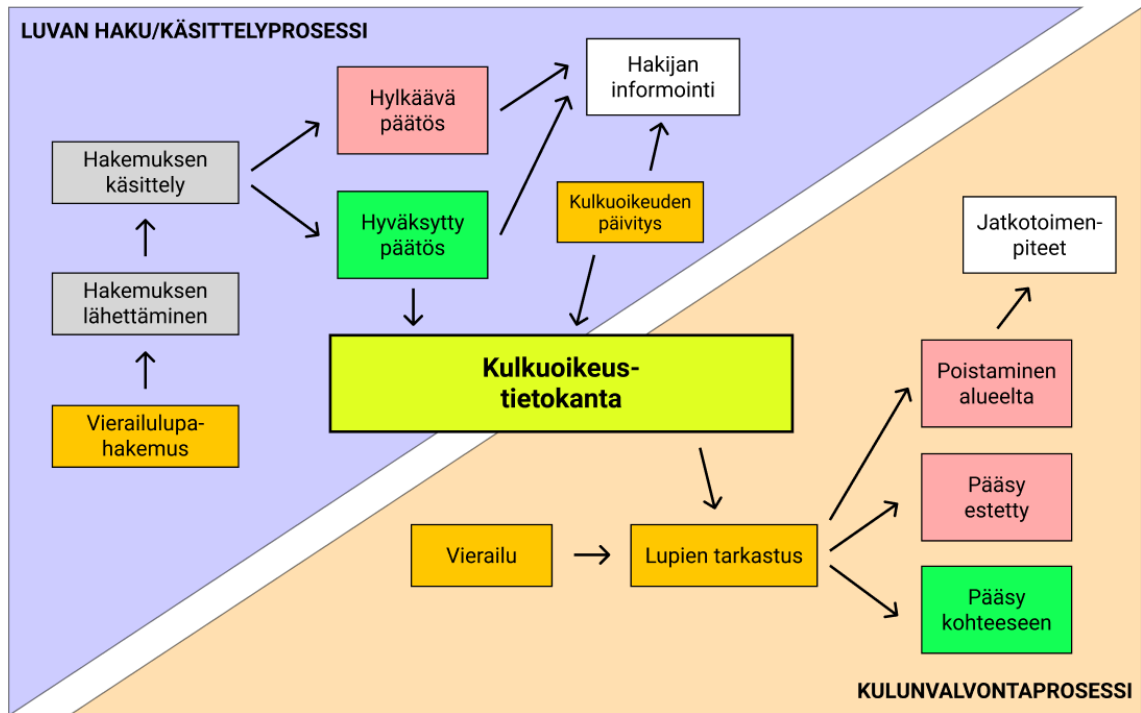 LUVAN HAKU/KÄSITTELYPROSESSI
Hylkäävä
päätös
Hakijan
informointi
Hakemuksen
käsittely
Hyväksytty
päätös
Kulkuoikeuden
päivitys
Jatkotoimen-
piteet
Hakemuksen
lähettäminen
Kulkuoikeus-
tietokanta
Poistaminen
alueelta
Vierailulupa-
hakemus
Pääsy
estetty
Vierailu
Lupien tarkastus
Pääsy
kohteeseen
KULUNVALVONTAPROSESSI